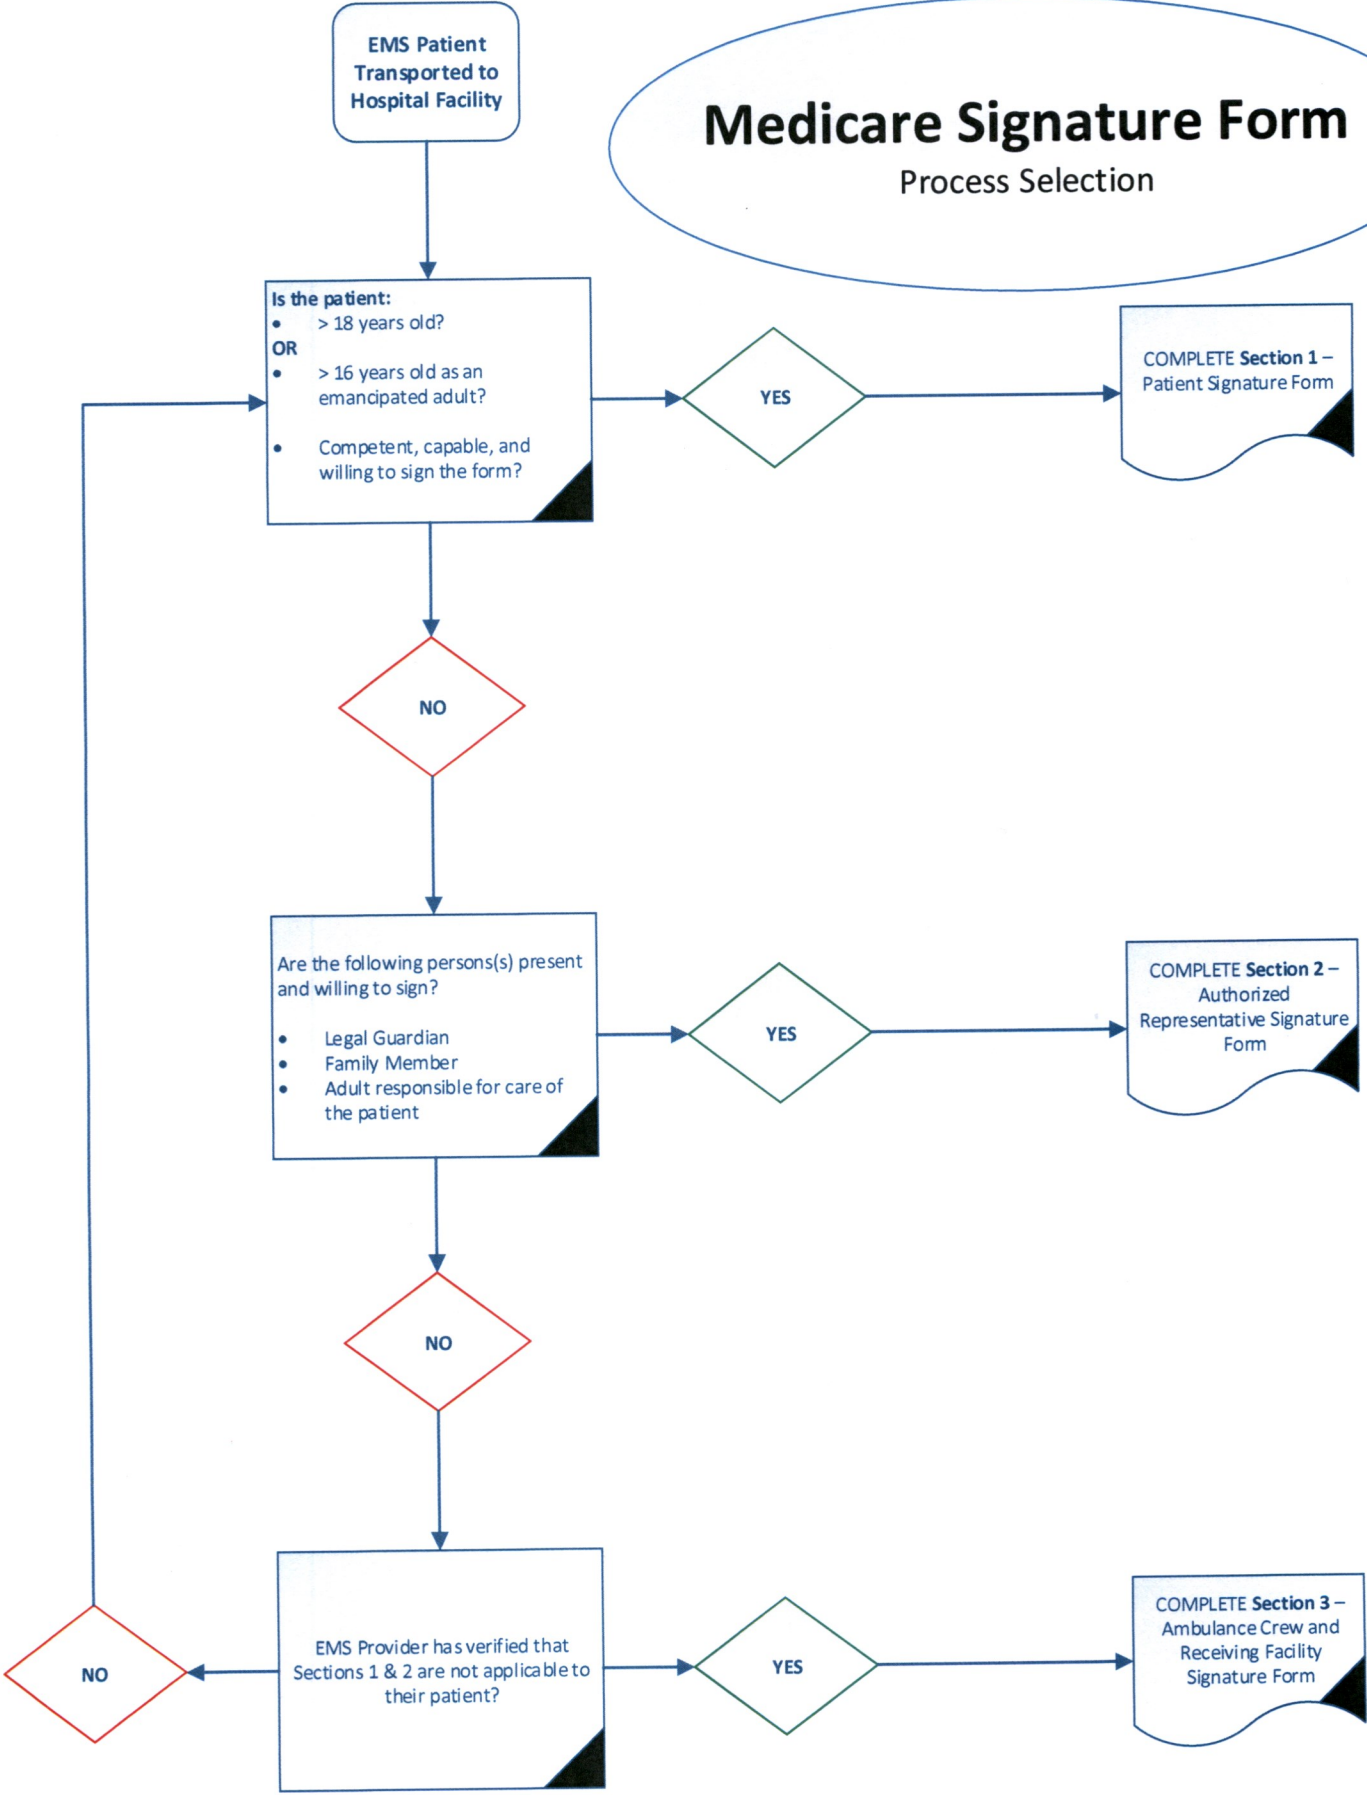 EMS Patient
Transported to
Hospital Facility
Medicare Signature Form
Process Selection
Is the patient:
• > 18 years old?
OR
• > 16 years old as an
emancipated adult?
• Competent, capable, and
willing to sign the form?
YES
COMPLETE Section 1 –
Patient Signature Form
NO
Are the following persons(s) present
and willing to sign?
• Legal Guardian
• Family Member
• Adult responsible for care of
the patient
YES
COMPLETE Section 2 –
Authorized
Representative Signature
Form
NO
EMS Provider has verified that
Sections 1 & 2 are not applicable to
their patient?
NO
YES
COMPLETE Section 3 –
Ambulance Crew and
Receiving Facility
Signature Form